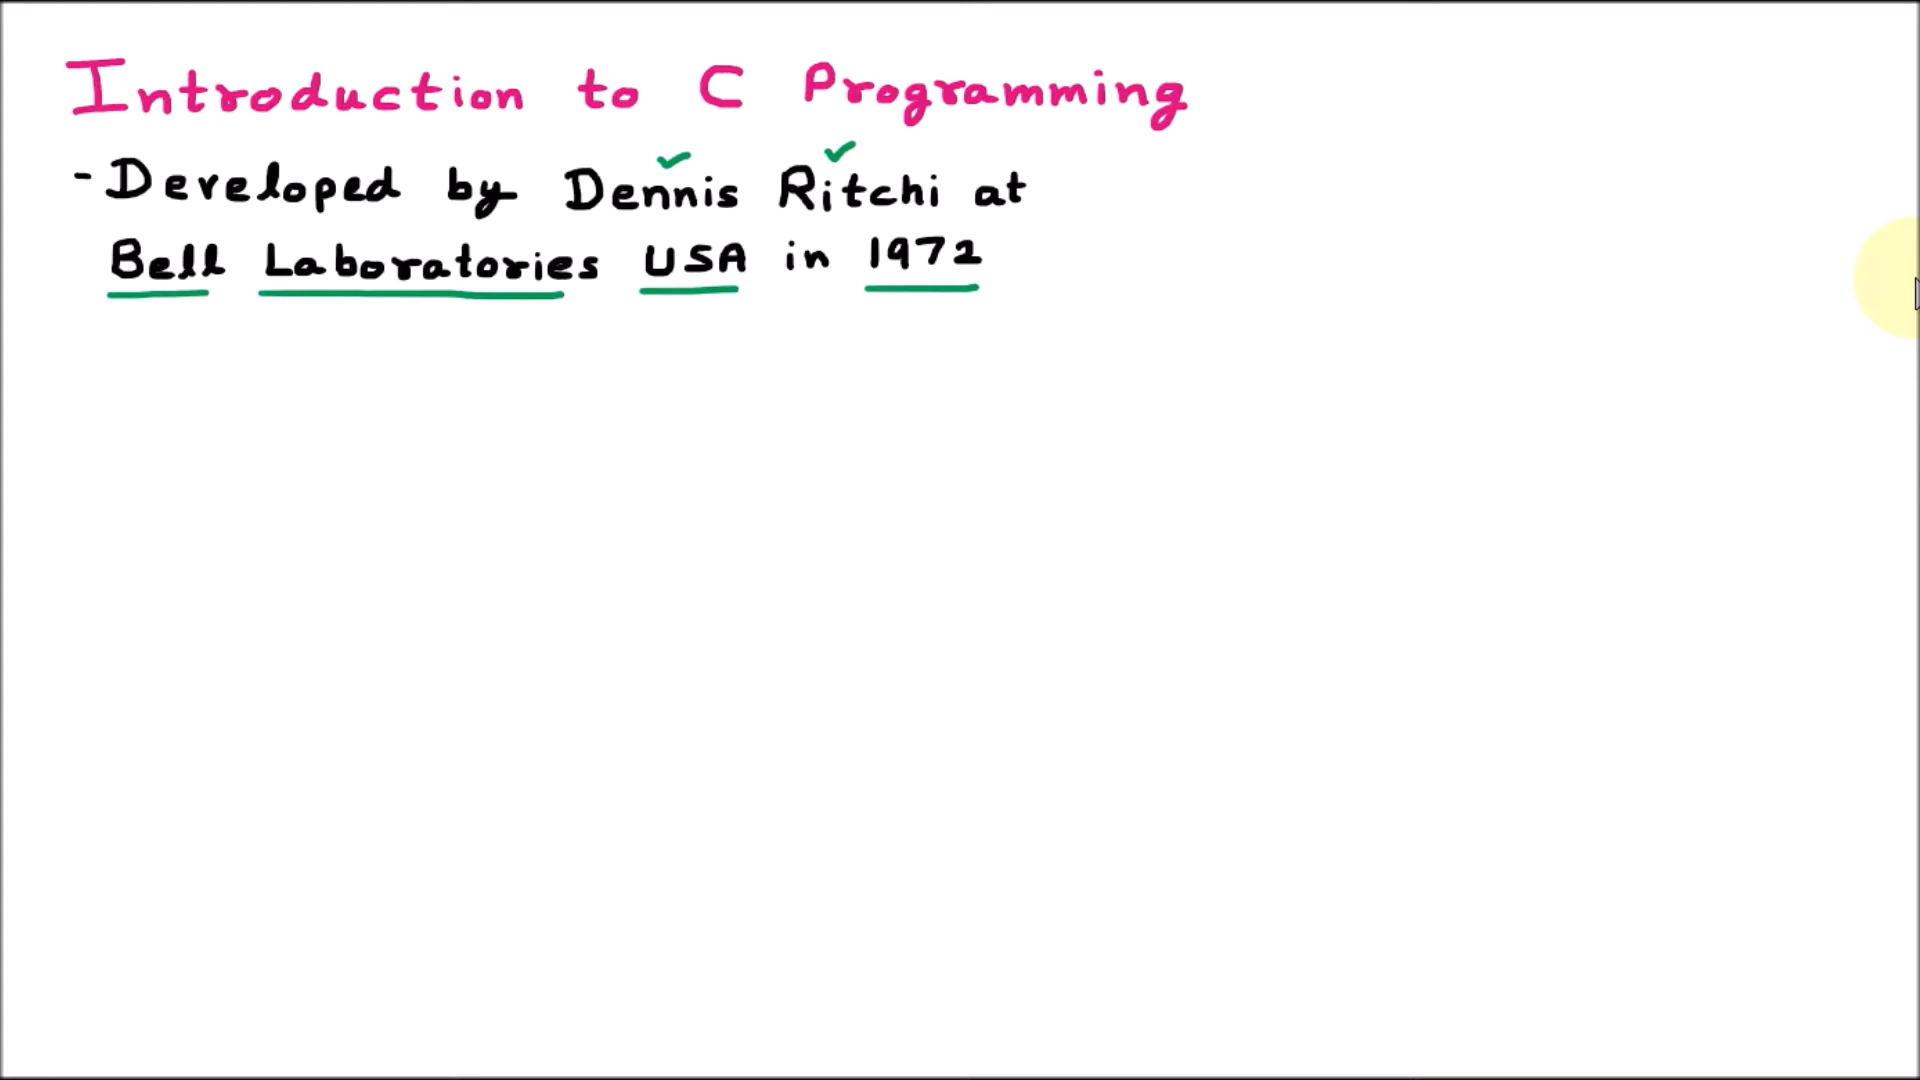 Introduction to C Programming
- Developed by Dennis Ritchi at
Bell Laboratories USA in 1972